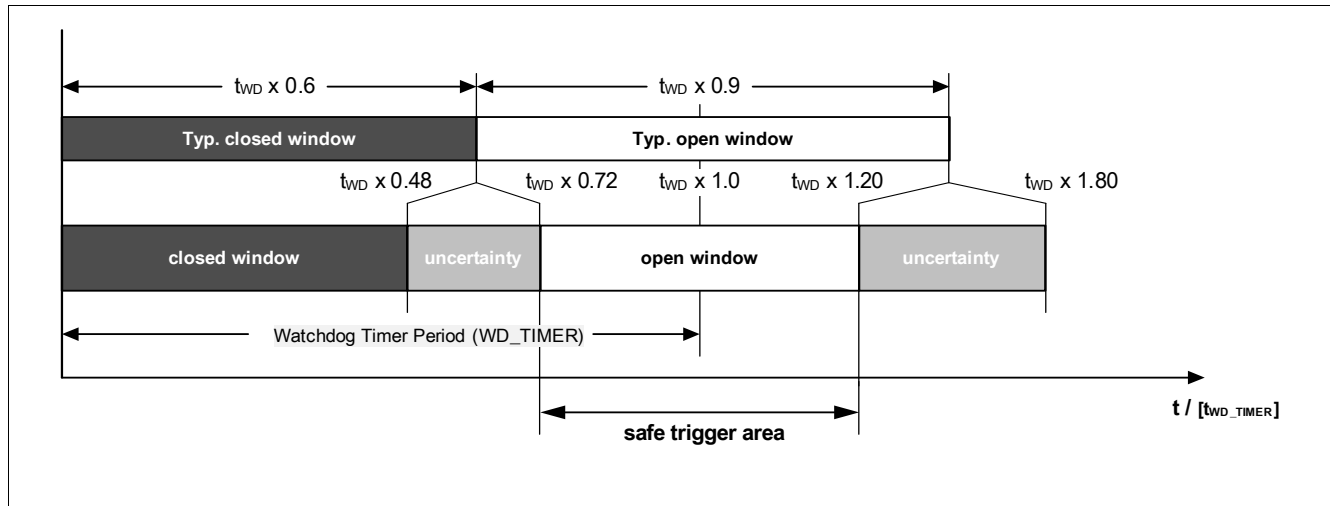 tWD x 0.6 tWD x 0.9
Typ. closed window Typ. open window
tWD x 0.48 tWD x 0.72 tWD x 1.0 tWD x 1.20 tWD x 1.80
closed window uncertainty open window uncertainty
Watchdog Timer Period (WD_TIMER)
t / [tWD_TIMER]
safe trigger area